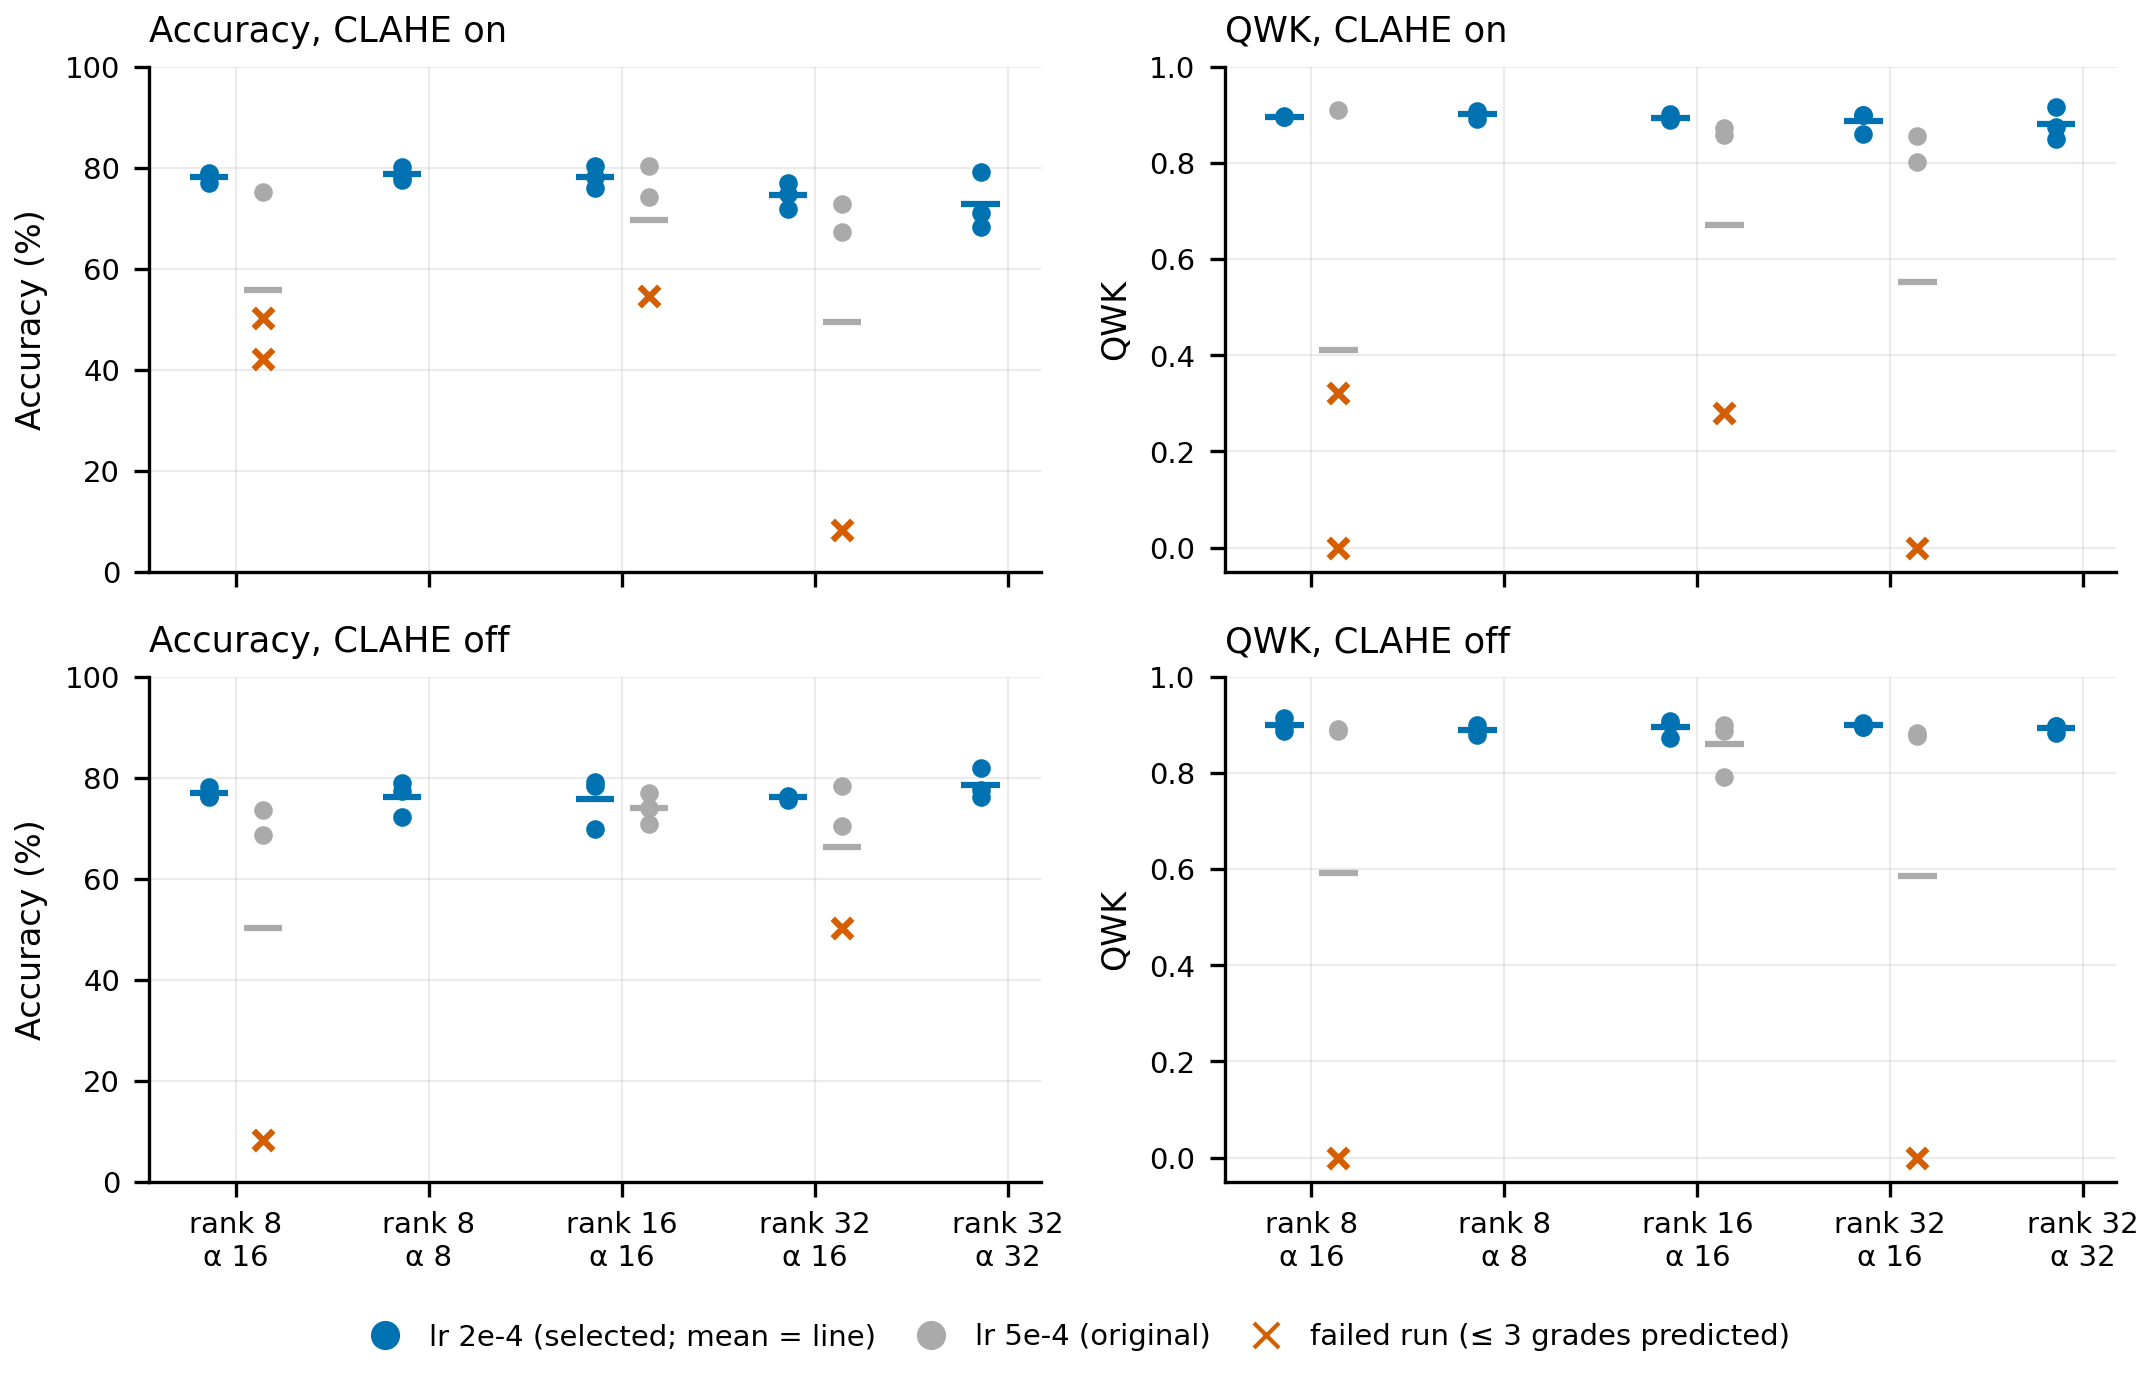 Accuracy, CLAHE on
100
80
60
40
20
0
Accuracy (%)
QWK, CLAHE on
1.0
0.8
0.6
0.4
0.2
0.0
QWK
Accuracy, CLAHE off
100
80
60
40
20
0
Accuracy (%)
rank 8
α 16
rank 8
α 8
rank 16
α 16
rank 32
α 16
rank 32
α 32
QWK, CLAHE off
1.0
0.8
0.6
0.4
0.2
0.0
QWK
rank 8
α 16
rank 8
α 8
rank 16
α 16
rank 32
α 16
rank 32
α 32
lr 2e-4 (selected; mean = line)
lr 5e-4 (original)
failed run (≤ 3 grades predicted)